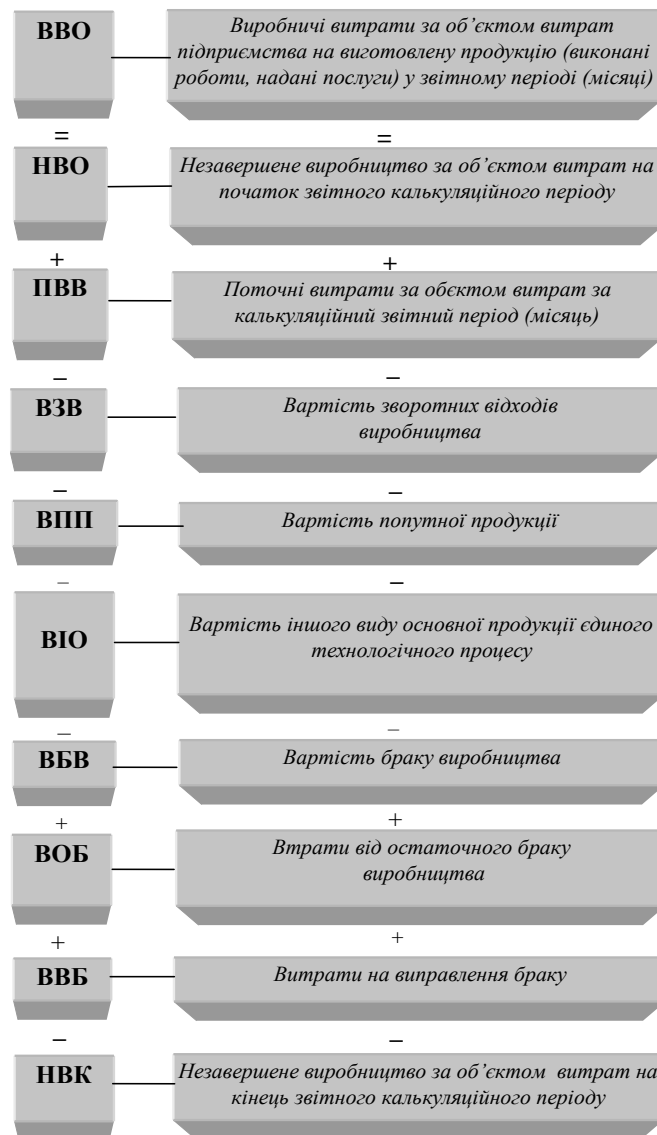 ВВО
Виробничі витрати за об’єктом витрат
підприємства на виготовлену продукцію (виконані
роботи, надані послуги) у звітному періоді (місяці)
= =
НВО
Незавершене виробництво за об’єктом витрат на
початок звітного калькуляційного періоду
+ +
ПВВ
Поточні витрати за обєктом витрат за
калькуляційний звітний період (місяць)
– –
ВЗВ
Вартість зворотних відходів
виробництва
– –
ВПП
Вартість попутної продукції
– –
ВІО
Вартість іншого виду основної продукції єдиного
технологічного процесу
– –
ВБВ
Вартість браку виробництва
+ +
ВОБ
Втрати від остаточного браку
виробництва
+ +
ВВБ
Витрати на виправлення браку
– –
НВК
Незавершене виробництво за об’єктом витрат на
кінець звітного калькуляційного періоду